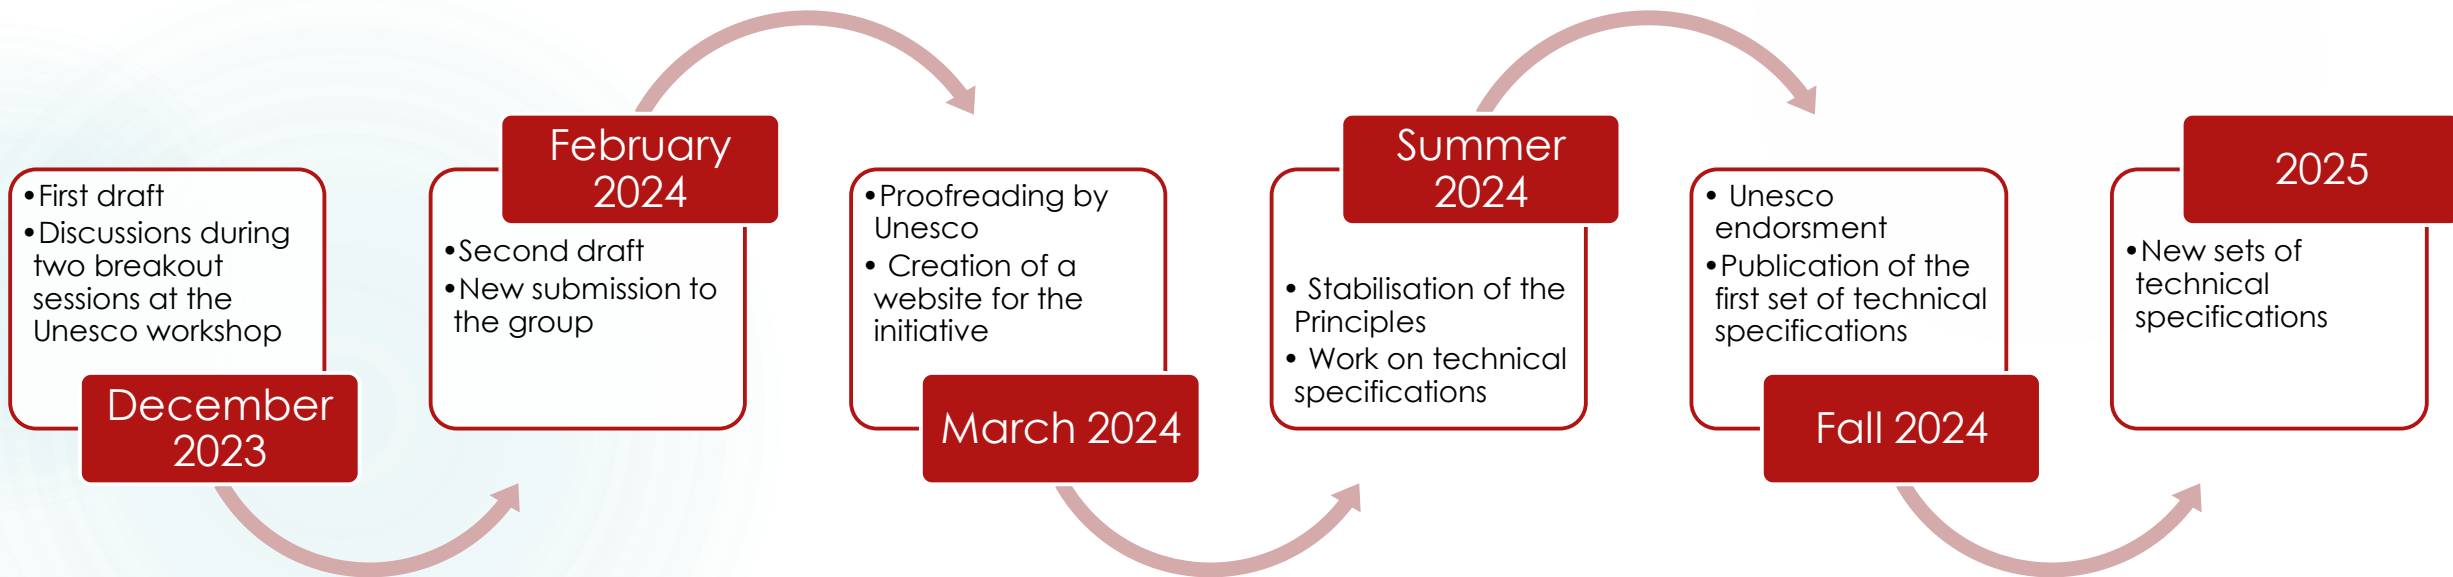 •First draft
•Discussions during
two breakout
sessions at the
Unesco workshop
December
2023
February
2024
•Second draft
•New submission to
the group
•Proofreading by
Unesco
• Creation of a
website for the
initiative
March 2024
Summer
2024
• Stabilisation of the
Principles
• Work on technical
specifications
• Unesco
endorsment
•Publication of the
first set of technical
specifications
Fall 2024
2025
•New sets of
technical
specifications